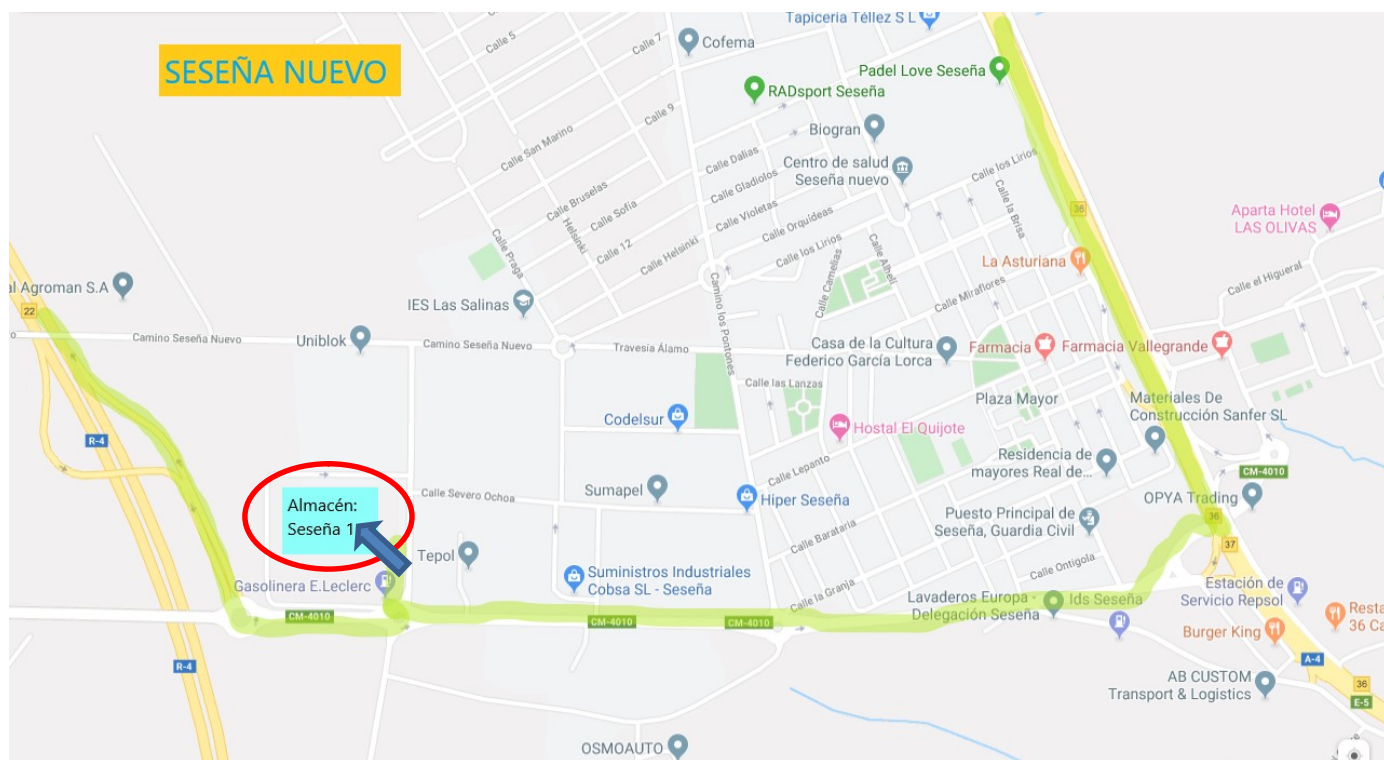 SESEÑA NUEVO
Tapicería Téllez S L
Calle 5
Calle 7
Cofema
Padel Love Seseña
RADsport Seseña
Calle 9
Calle San Marino
Biogran
Calle Dalias
Centro de salud
Seseña nuevo
Calle los Lirios
Calle Gladiolos
Calle Bruselas
Calle la Brisa
Calle Sofia
Calle Violetas
38
Aparta Hotel
LAS OLIVAS
Calle Orquídeas
Helsinki
Calle 12
Calle Praga
Calle Helsinki
Calle los Lirios
Calle Alhelí
La Asturiana
Calle Camelias
Calle el Higueral
al Agroman S.A
IES Las Salinas
Calle Miraflores
22
Camino los Pontones
Camino Seseña Nuevo
Uniblok
Camino Seseña Nuevo
Travesía Álamo
Casa de la Cultura
Federico García Lorca
Farmacia
Farmacia Vallegrande
Calle las Lanzas
Plaza Mayor
Materiales De
Construcción Sanfer SL
Codelsur
Hostal El Quijote
R-4
Residencia de
mayores Real de...
Calle Lepanto
CM-4010
Almacén:
Seseña 1
Calle Severo Ochoa
Sumapel
Hiper Seseña
OPYA Trading
Puesto Principal de
Seseña, Guardia Civil
36
Calle Barataria
37
Tepol
Calle Ontigola
Gasolinera E.Leclerc
Suministros Industriales
Cobsa SL - Seseña
Calle la Granja
Lavaderos Europa -
Delegación Seseña
Ids Seseña
Estación de
Servicio Repsol
CM-4010
CM-4010
CM-4010
Resta
36 Ca
Burger King
R-4
A-4
AB CUSTOM
Transport & Logistics
36
E-5
OSMOAUTO